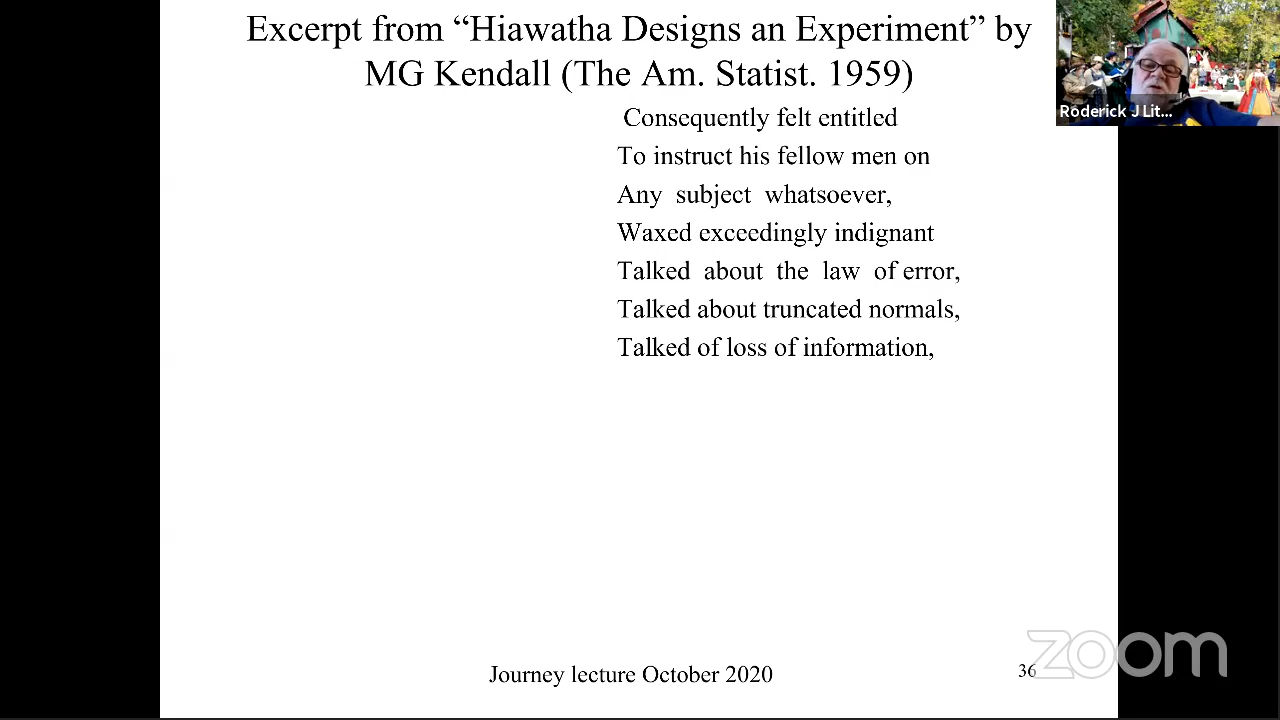 Excerpt from “Hiawatha Designs an Experiment” by
MG Kendall (The Am. Statist. 1959)
Roderick J Lit...
Consequently felt entitled
To instruct his fellow men on
Any subject whatsoever,
Waxed exceedingly indignant
Talked about the law of error,
Talked about truncated normals,
Talked of loss of information,
Journey lecture October 2020
36
zoom